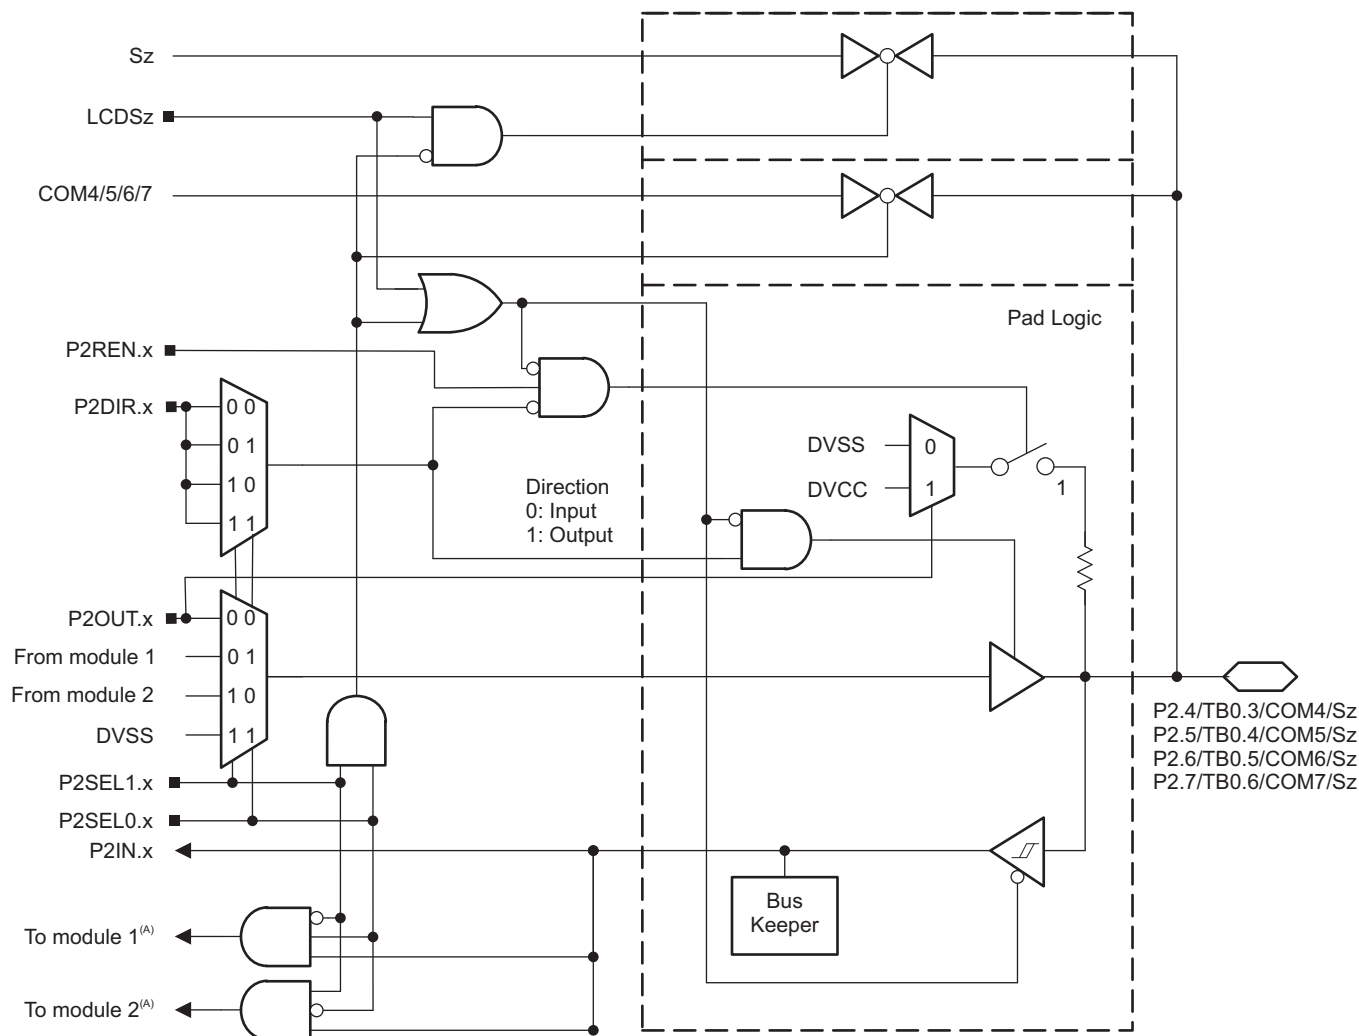 Sz
LCDSz
COM4/5/6/7
Pad Logic
P2REN.x
P2DIR.x
0 0
0 1
1 0
1 1
Direction
0: Input
1: Output
DVSS
DVCC
0
1
1
P2OUT.x
From module 1
From module 2
DVSS
0 0
0 1
1 0
1 1
P2.4/TB0.3/COM4/Sz
P2.5/TB0.4/COM5/Sz
P2.6/TB0.5/COM6/Sz
P2.7/TB0.6/COM7/Sz
P2SEL1.x
P2SEL0.x
P2IN.x
Bus
Keeper
To module 1(A)
To module 2(A)